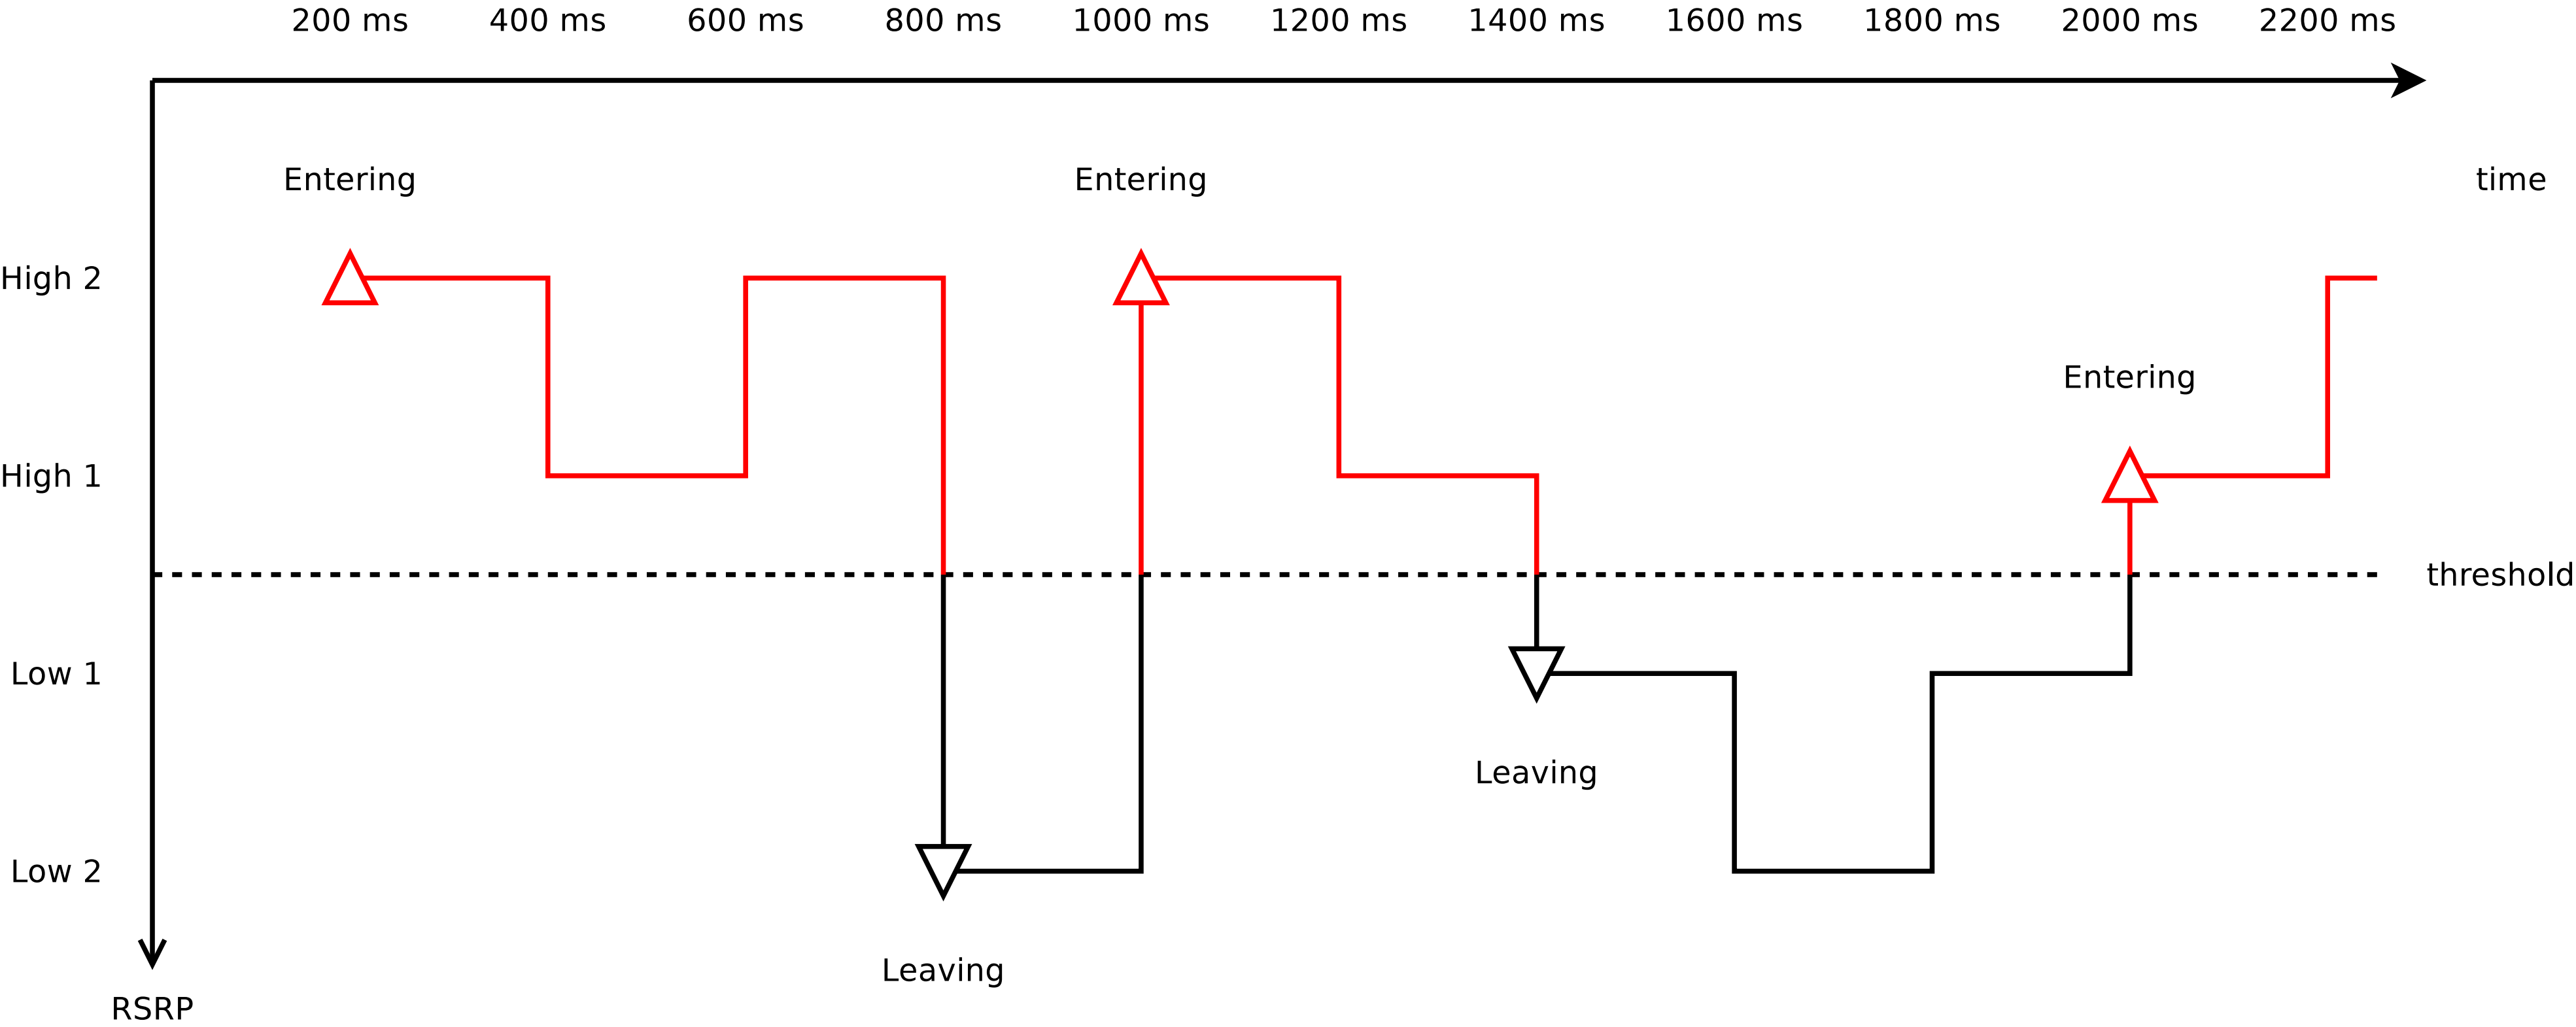 200 ms 400 ms 600 ms 800 ms 1000 ms 1200 ms 1400 ms 1600 ms 1800 ms 2000 ms 2200 ms
Entering Entering time
High 2
Entering
High 1
threshold
Low 1
Leaving
Low 2
Leaving
RSRP